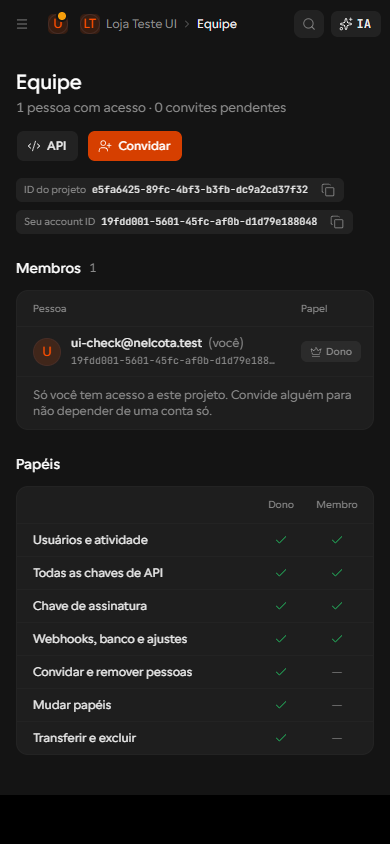 U LT Loja Teste UI > Equipe IA
Equipe
1 pessoa com acesso · 0 convites pendentes
</> API Convidar
ID do projeto e5fa6425-89fc-4bf3-b3fb-dc9a2cd37f32
Seu account ID 19fdd001-5601-45fc-af0b-d1d79e188048
Membros 1
Pessoa Papel
U ui-check@nelcota.test (você) Dono
19fdd001-5601-45fc-af0b-d1d79e188…
Só você tem acesso a este projeto. Convide alguém para
não depender de uma conta só.
Papéis
Dono Membro
Usuários e atividade
Todas as chaves de API
Chave de assinatura
Webhooks, banco e ajustes
Convidar e remover pessoas —
Mudar papéis —
Transferir e excluir —